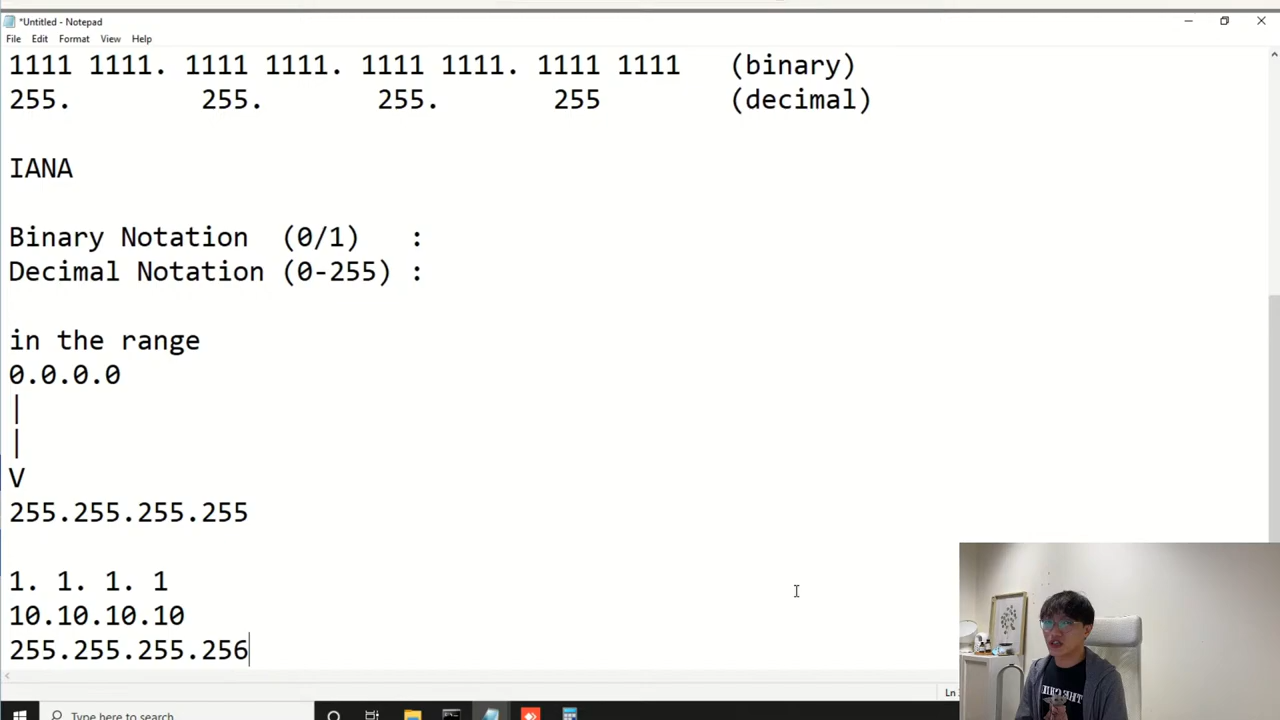 *Untitled - Notepad
File Edit Format View Help
1111 1111. 1111 1111. 1111 1111. 1111 1111 (binary)
255. 255. 255. 255 (decimal)
IANA
Binary Notation (0/1) :
Decimal Notation (0-255) :
in the range
0.0.0.0
|
|
V
255.255.255.255
1. 1. 1. 1
10.10.10.10
255.255.255.256
Ln
Type here to search